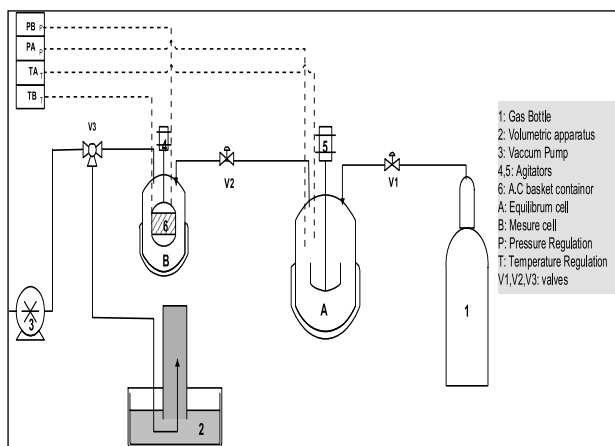 PB P
PA P
TA T
TB T
V3
4
V2
5
V1
6
B
A
1
3
2
1: Gas Bottle
2: Volumetric apparatus
3: Vaccum Pump
4,5: Agitators
6: A.C basket containor
A: Equilibrum cell
B: Mesure cell
P: Pressure Regulation
T: Temperature Regulation
V1,V2,V3: valves